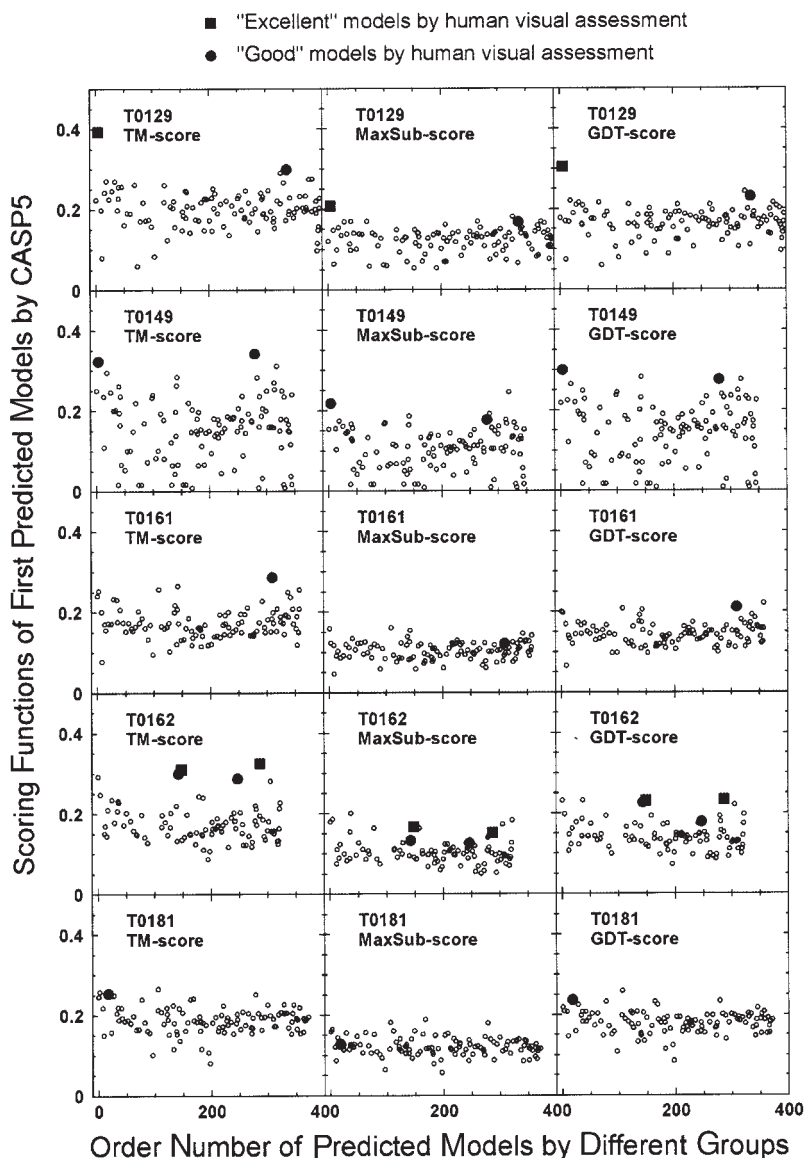 "Excellent" models by human visual assessment
"Good" models by human visual assessment
Scoring Functions of First Predicted Models by CASP5
T0129
TM-score
T0129
MaxSub-score
T0129
GDT-score
0.4
0.2
0
T0149
TM-score
T0149
MaxSub-score
T0149
GDT-score
0.4
0.2
0
T0161
TM-score
T0161
MaxSub-score
T0161
GDT-score
0.4
0.2
0
T0162
TM-score
T0162
MaxSub-score
T0162
GDT-score
0.4
0.2
0
T0181
TM-score
T0181
MaxSub-score
T0181
GDT-score
0.4
0.2
0
0 200 400 200 400 200 400
Order Number of Predicted Models by Different Groups